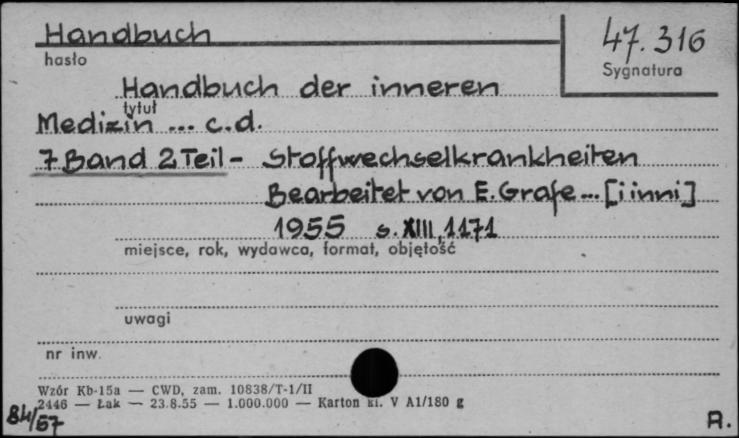 Handbuch
47.316
hasło
Sygnatura
Handbuch der inneren
tytuł
Medizin ... c.d.
7 Band 2 Teil - Stoffwechselkrankheiten
Bearbeitet von E. Grafe ... [i inni]
1955 s. XIII, 1171
miejsce, rok, wydawca, format, objętość
uwagi
nr inw.
Wzór Kb-15a — CWD, zam. 10838/T-1/II
2446 — Łak — 23.8.55 — 1.000.000 — Karton kl. V A1/180 g
84/57
R.